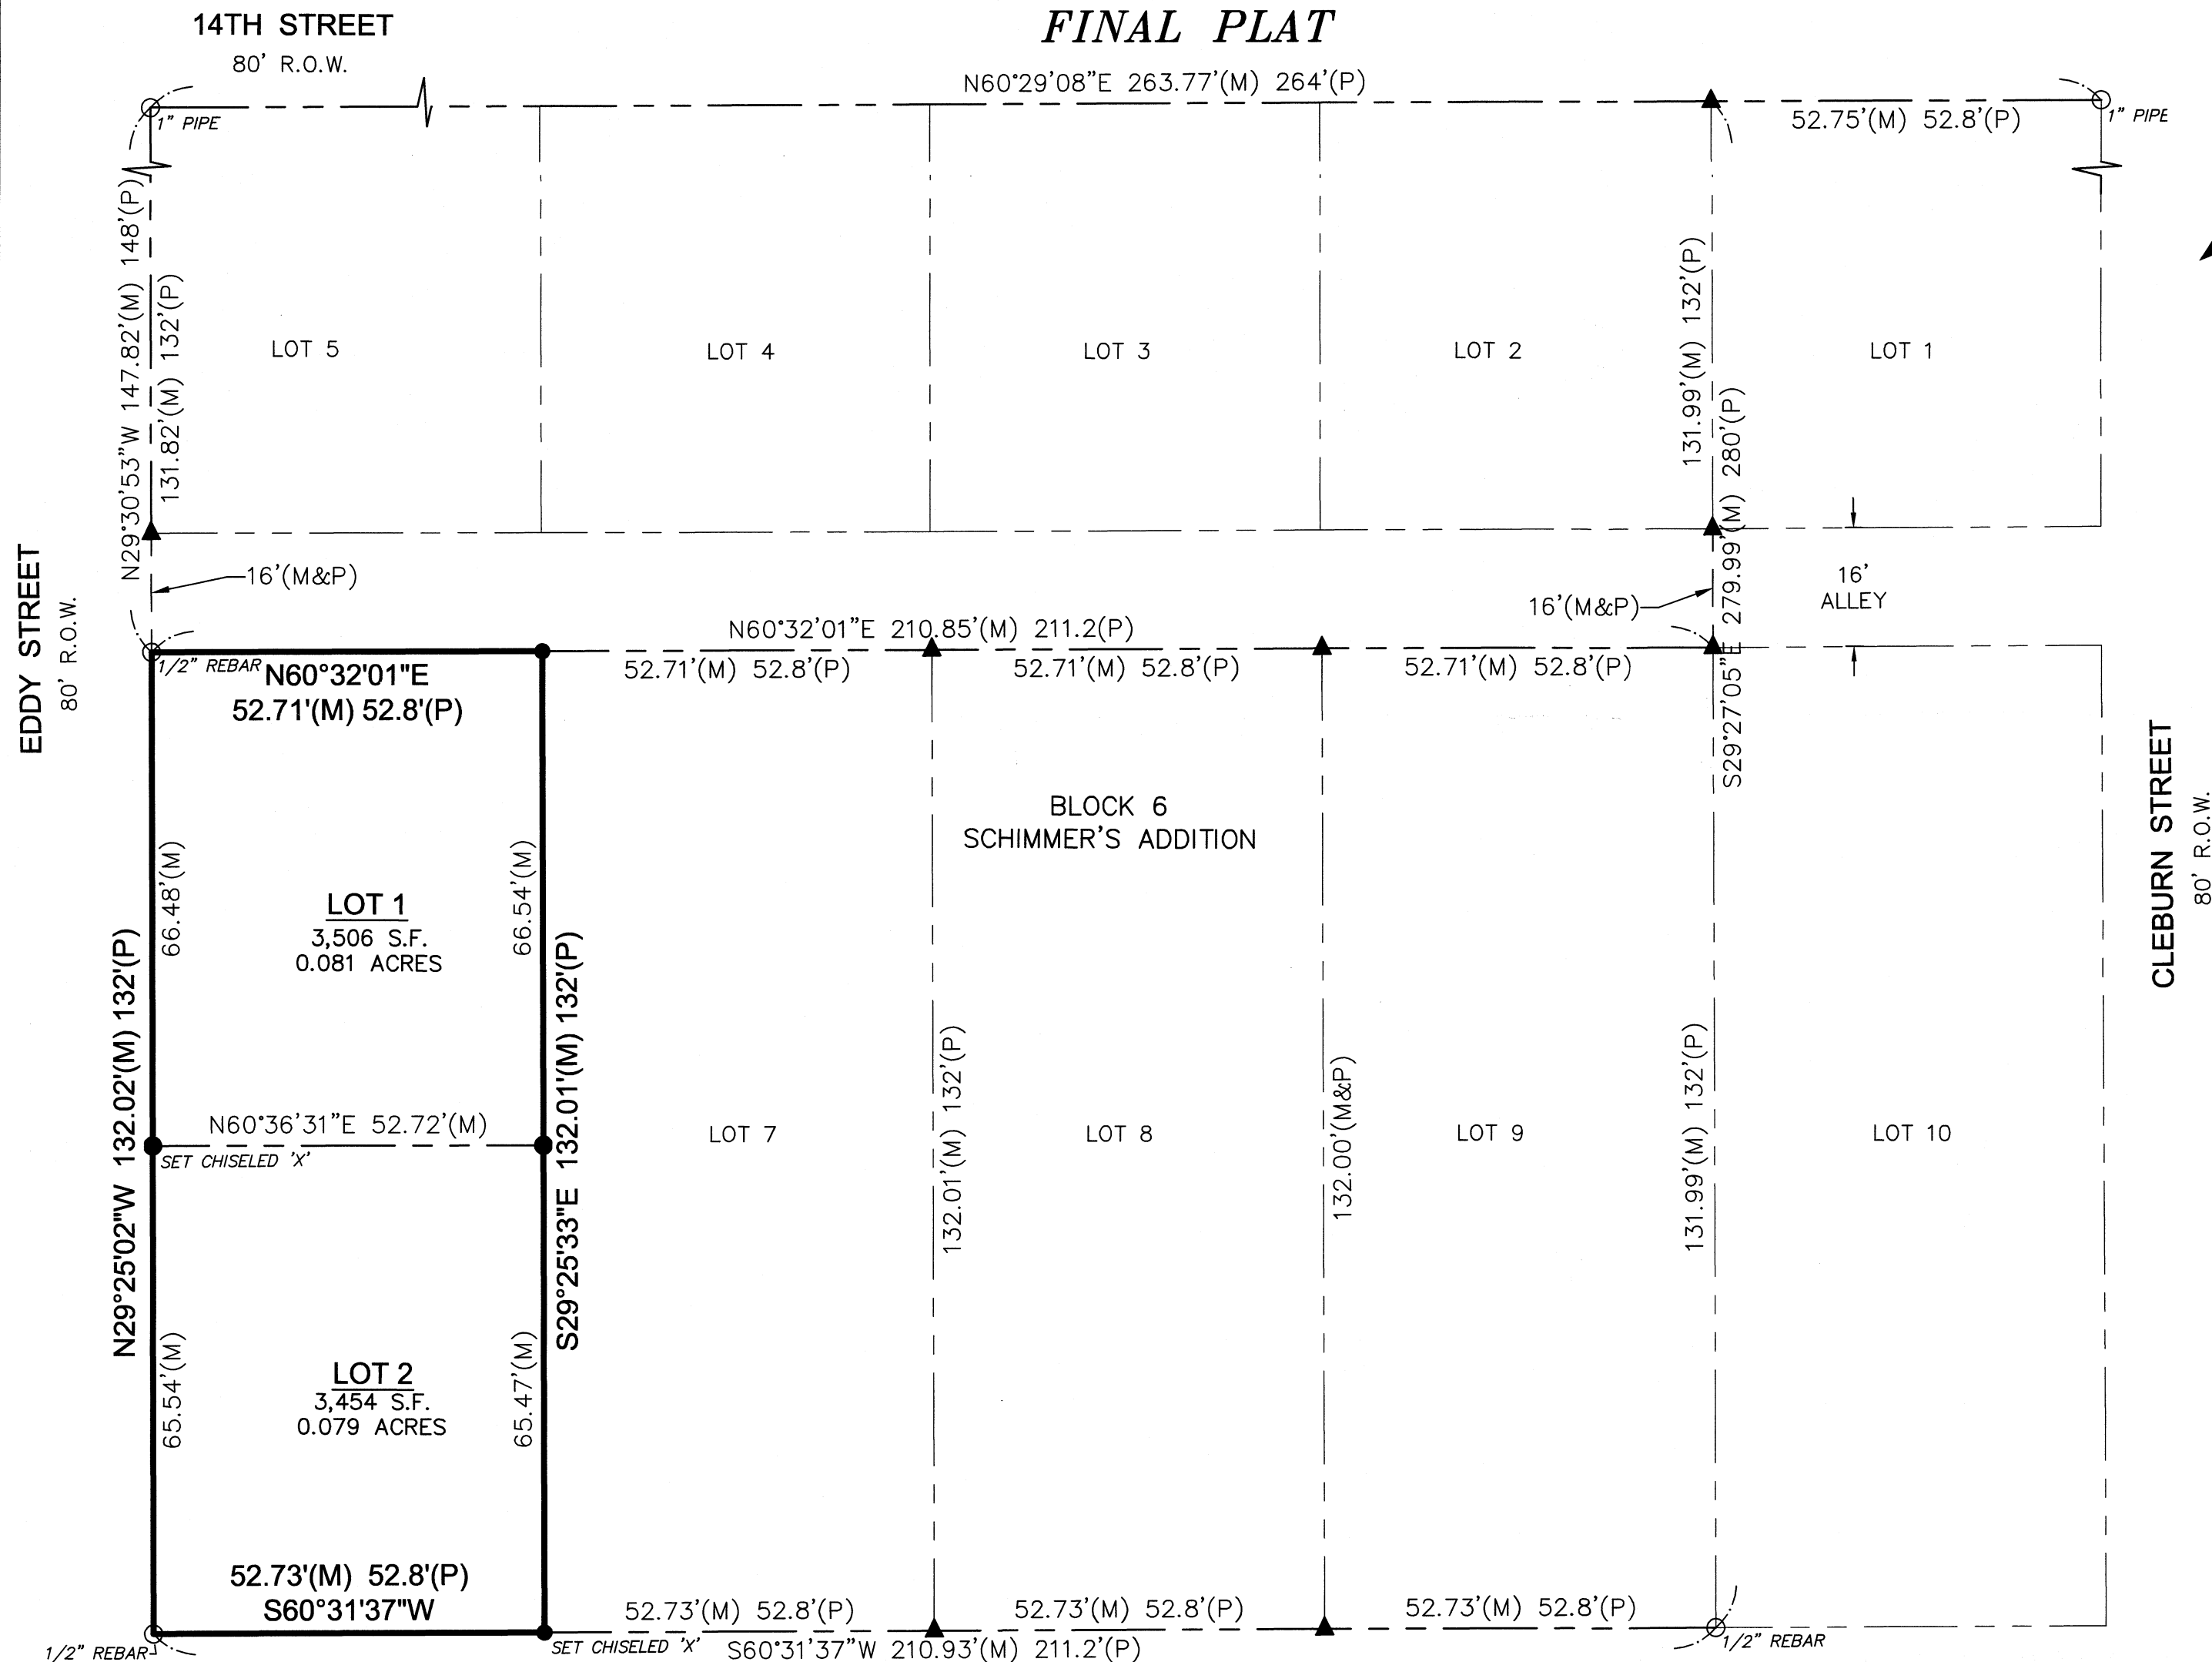 FINAL PLAT
14TH STREET
80' R.O.W.
N60°29'08"E 263.77'(M) 264'(P)
1" PIPE
52.75'(M) 52.8'(P)
1" PIPE
N29°30'53"W 147.82'(M) 148'(P)
131.82'(M) 132'(P)
LOT 5
LOT 4
LOT 3
LOT 2
131.99'(M) 132'(P)
LOT 1
S29°27'05"E 279.99'(M) 280'(P)
EDDY STREET
80' R.O.W.
16'(M&P)
16'(M&P)
16'
ALLEY
N60°32'01"E 210.85'(M) 211.2(P)
1/2" REBAR
N60°32'01"E
52.71'(M) 52.8'(P)
52.71'(M) 52.8'(P)
52.71'(M) 52.8'(P)
52.71'(M) 52.8'(P)
BLOCK 6
SCHIMMER'S ADDITION
CLEBURN STREET
80' R.O.W.
66.48'(M)
LOT 1
3,506 S.F.
0.081 ACRES
66.54'(M)
N29°25'02"W 132.02'(M) 132'(P)
S29°25'33"E 132.01'(M) 132'(P)
N60°36'31"E 52.72'(M)
SET CHISELED 'X'
LOT 7
132.01'(M) 132'(P)
LOT 8
132.00'(M&P)
LOT 9
131.99'(M) 132'(P)
LOT 10
65.54'(M)
LOT 2
3,454 S.F.
0.079 ACRES
65.47'(M)
52.73'(M) 52.8'(P)
S60°31'37"W
52.73'(M) 52.8'(P)
52.73'(M) 52.8'(P)
52.73'(M) 52.8'(P)
1/2" REBAR
SET CHISELED 'X'
S60°31'37"W 210.93'(M) 211.2'(P)
1/2" REBAR